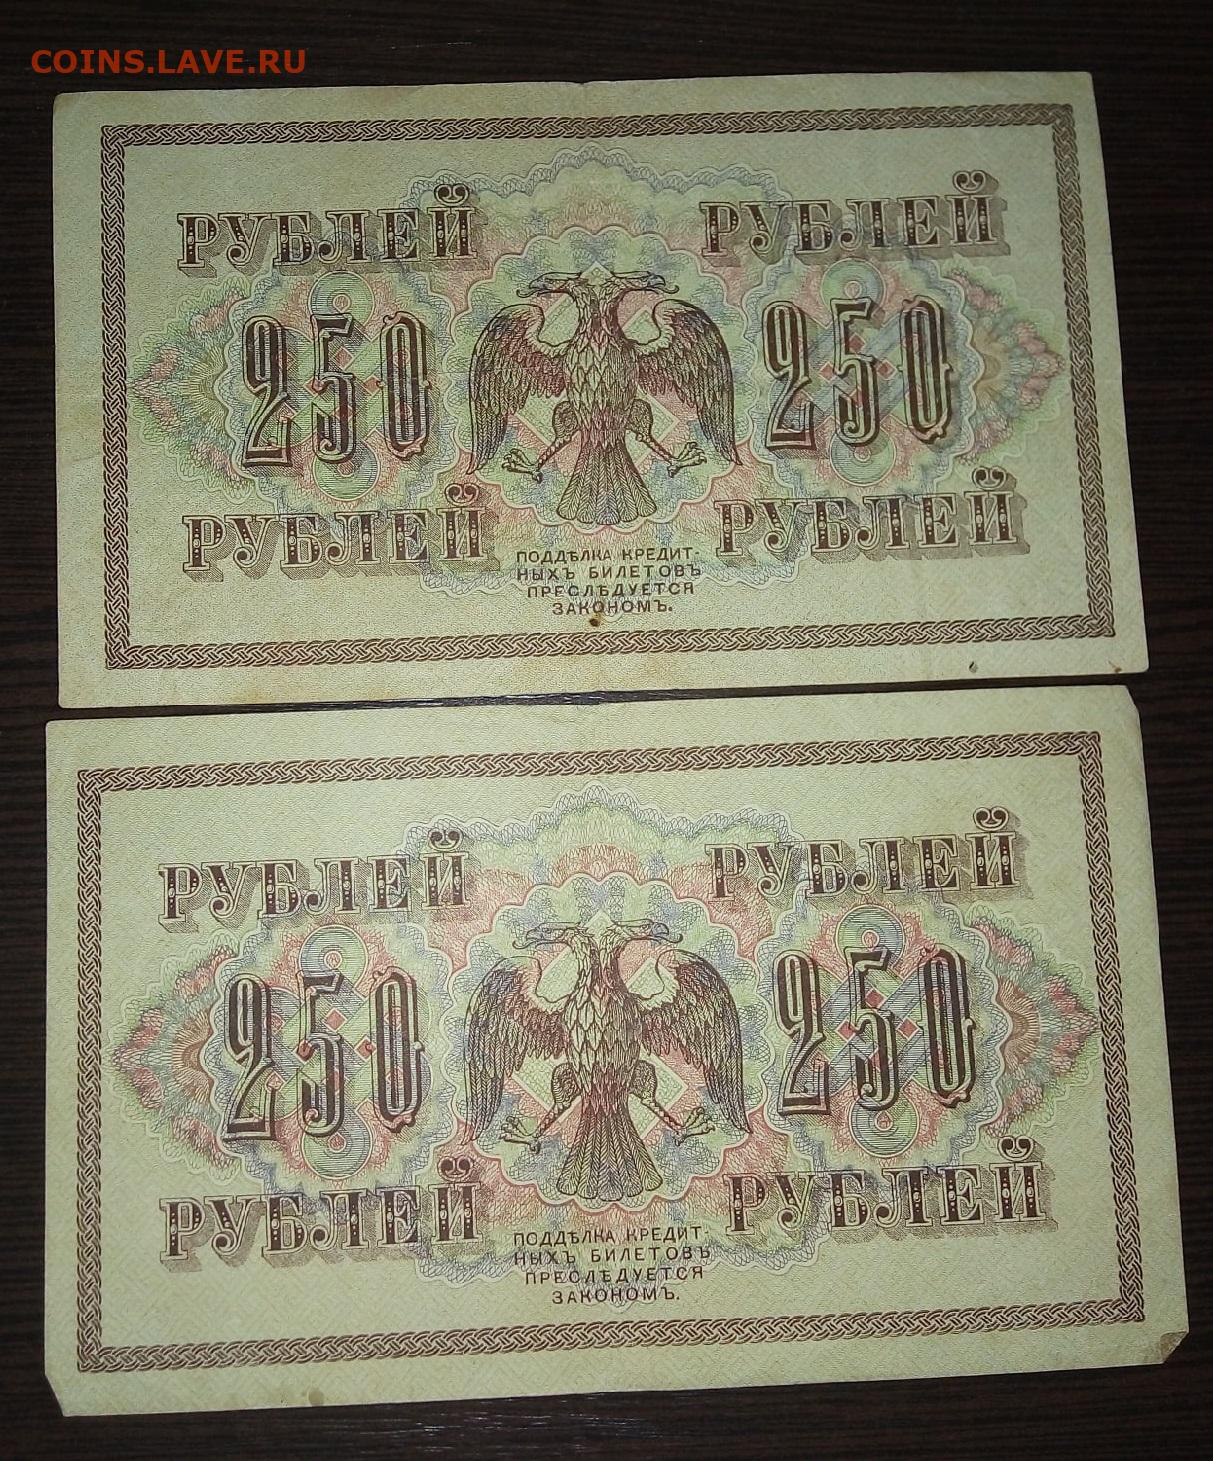 COINS.LAVE.RU
РУБЛЕЙ РУБЛЕЙ
250 250
РУБЛЕЙ РУБЛЕЙ
ПОДДѢЛКА КРЕДИТ-
НЫХЪ БИЛЕТОВЪ
ПРЕСЛѢДУЕТСЯ
ЗАКОНОМЪ.
РУБЛЕЙ РУБЛЕЙ
250 250
РУБЛЕЙ РУБЛЕЙ
ПОДДѢЛКА КРЕДИТ-
НЫХЪ БИЛЕТОВЪ
ПРЕСЛѢДУЕТСЯ
ЗАКОНОМЪ.